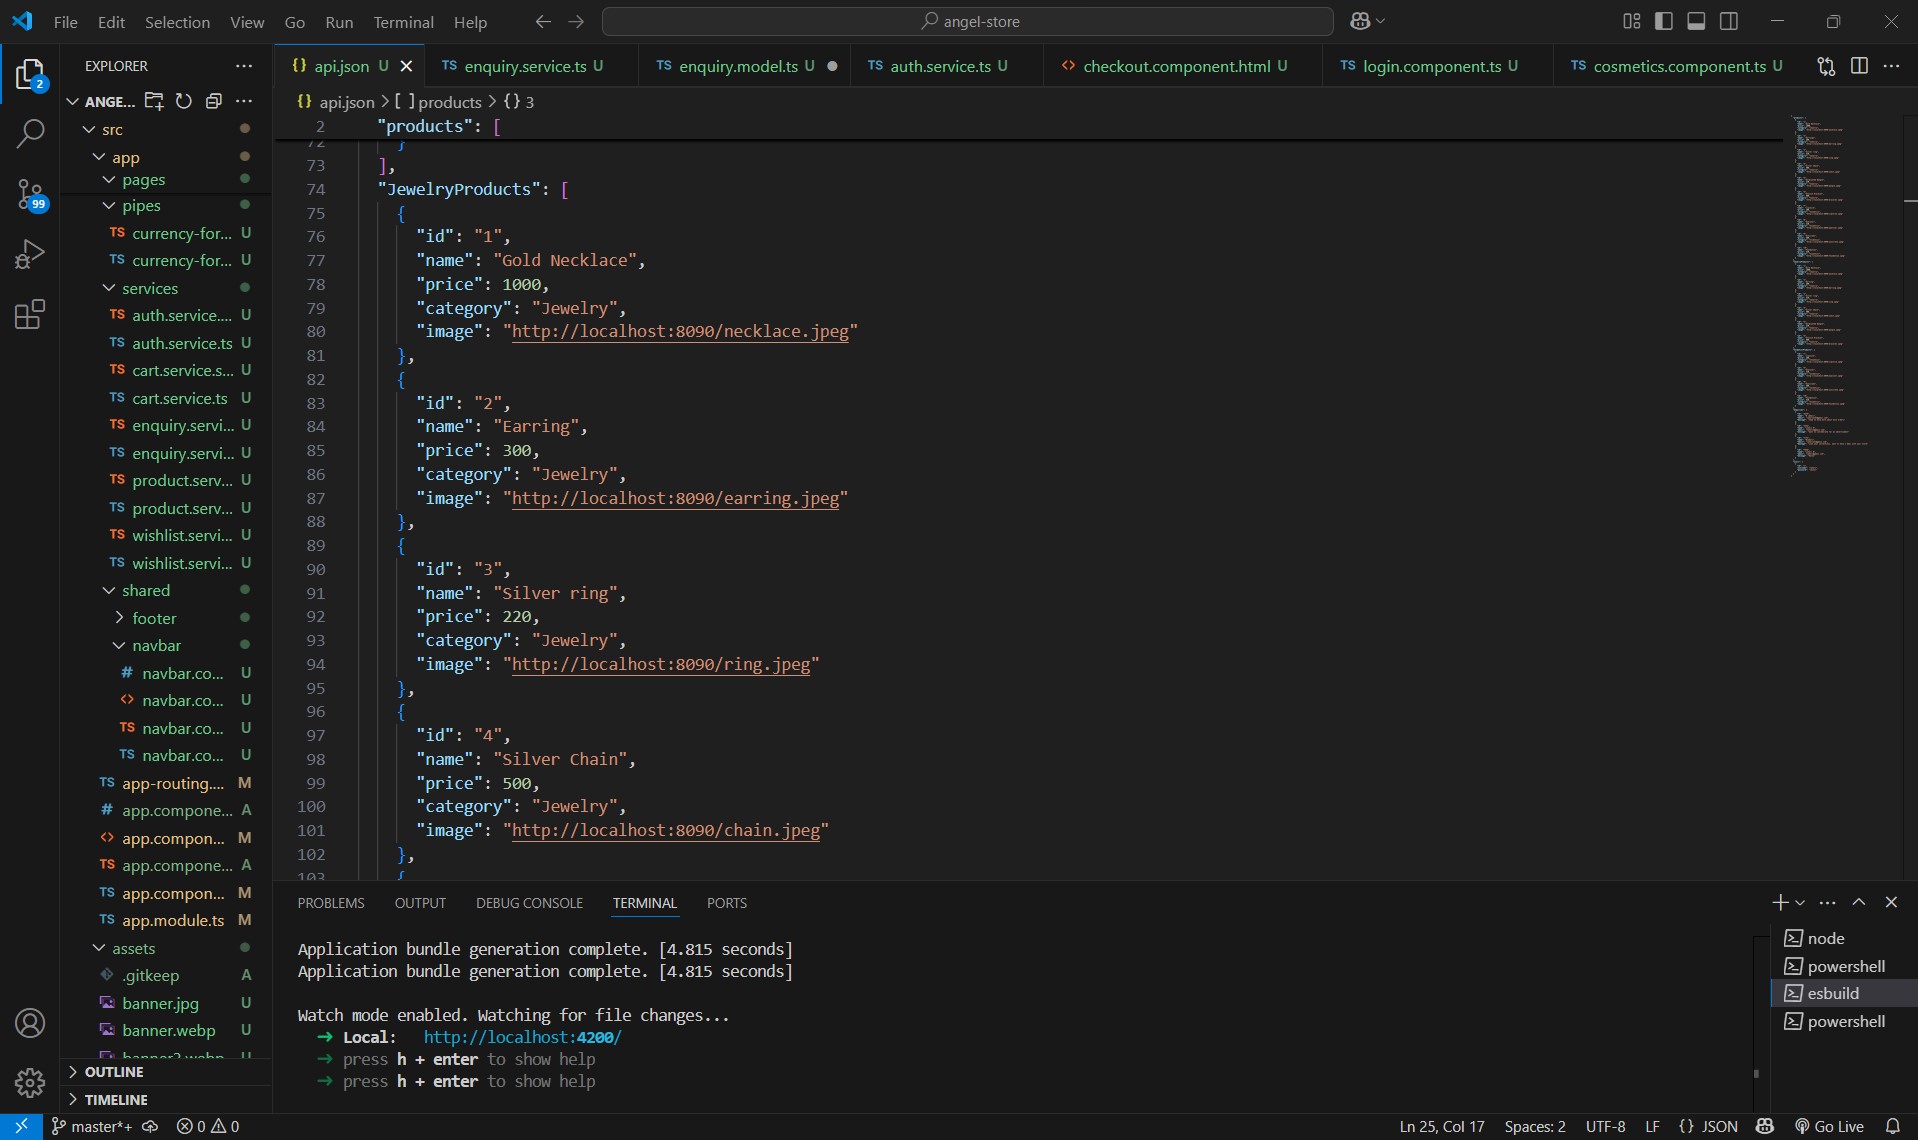 File Edit Selection View Go Run Terminal Help
angel-store
EXPLORER
api.json U
enquiry.service.ts U
enquiry.model.ts U
auth.service.ts U
checkout.component.html U
login.component.ts U
cosmetics.component.ts U
2
99
ANGE...
src
app
pages
pipes
TS currency-for... U
TS currency-for... U
services
TS auth.service.... U
TS auth.service.ts U
TS cart.service.s... U
TS cart.service.ts U
TS enquiry.servi... U
TS enquiry.servi... U
TS product.serv... U
TS product.serv... U
TS wishlist.servi... U
TS wishlist.servi... U
shared
footer
navbar
# navbar.co... U
<> navbar.co... U
TS navbar.co... U
TS navbar.co... U
TS app-routing.... M
# app.compone... A
<> app.compon... M
TS app.compone... A
TS app.compon... M
TS app.module.ts M
assets
.gitkeep A
banner.jpg U
banner.webp U
banner2.webp U
OUTLINE
TIMELINE
{} api.json > [ ] products > {} 3
2 "products": [
72 }
73 ],
74 "JewelryProducts": [
75 {
76 "id": "1",
77 "name": "Gold Necklace",
78 "price": 1000,
79 "category": "Jewelry",
80 "image": "http://localhost:8090/necklace.jpeg"
81 },
82 {
83 "id": "2",
84 "name": "Earring",
85 "price": 300,
86 "category": "Jewelry",
87 "image": "http://localhost:8090/earring.jpeg"
88 },
89 {
90 "id": "3",
91 "name": "Silver ring",
92 "price": 220,
93 "category": "Jewelry",
94 "image": "http://localhost:8090/ring.jpeg"
95 },
96 {
97 "id": "4",
98 "name": "Silver Chain",
99 "price": 500,
100 "category": "Jewelry",
101 "image": "http://localhost:8090/chain.jpeg"
102 },
103 {
PROBLEMS OUTPUT DEBUG CONSOLE TERMINAL PORTS
Application bundle generation complete. [4.815 seconds]
Application bundle generation complete. [4.815 seconds]
Watch mode enabled. Watching for file changes...
➜ Local: http://localhost:4200/
➜ press h + enter to show help
➜ press h + enter to show help
node
powershell
esbuild
powershell
master*+ 0 0 Ln 25, Col 17 Spaces: 2 UTF-8 LF {} JSON Go Live